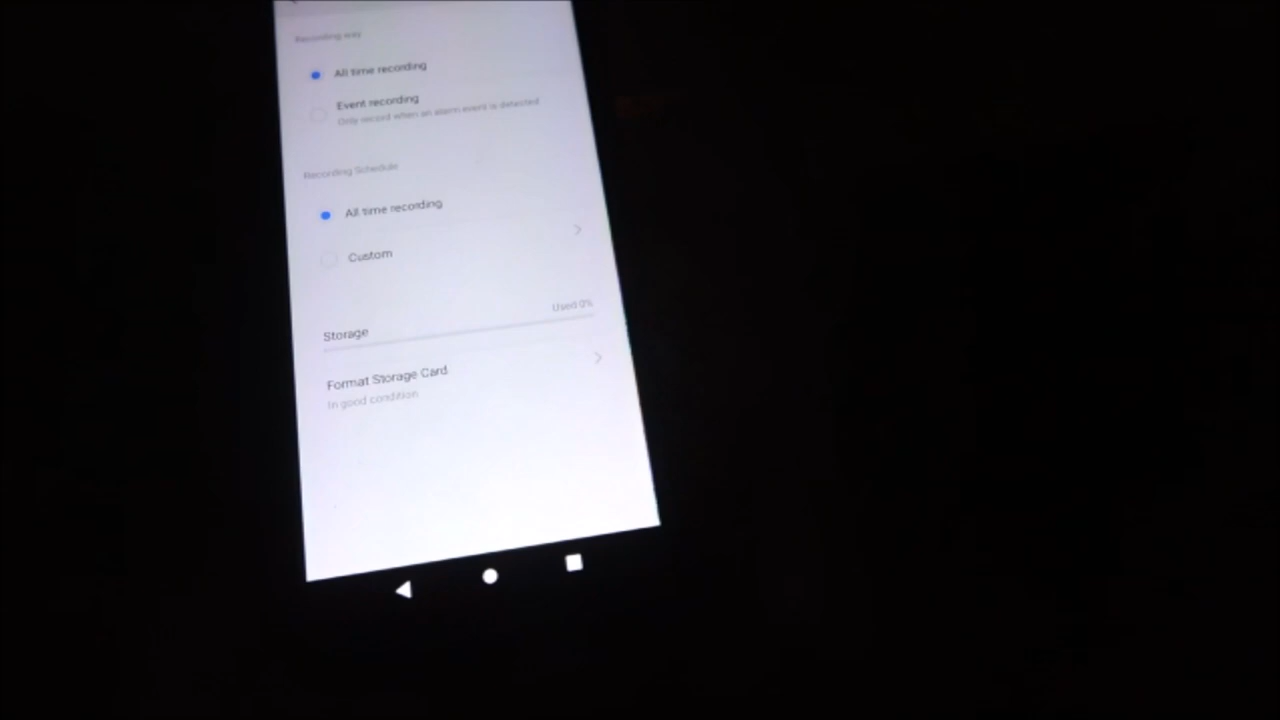 Recording way
All time recording
Event recording
Only record when an alarm event is detected
Recording Schedule
All time recording
Custom
Used 0%
Storage
Format Storage Card
In good condition